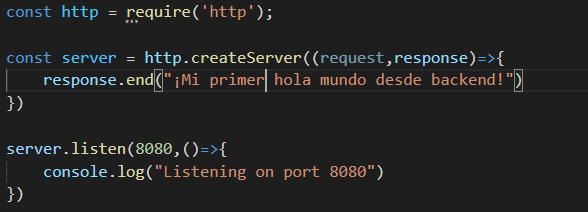 const http = require('http');
const server = http.createServer((request,response)=>{
    response.end("¡Mi primer hola mundo desde backend!")
})
server.listen(8080,()=>{
    console.log("Listening on port 8080")
})